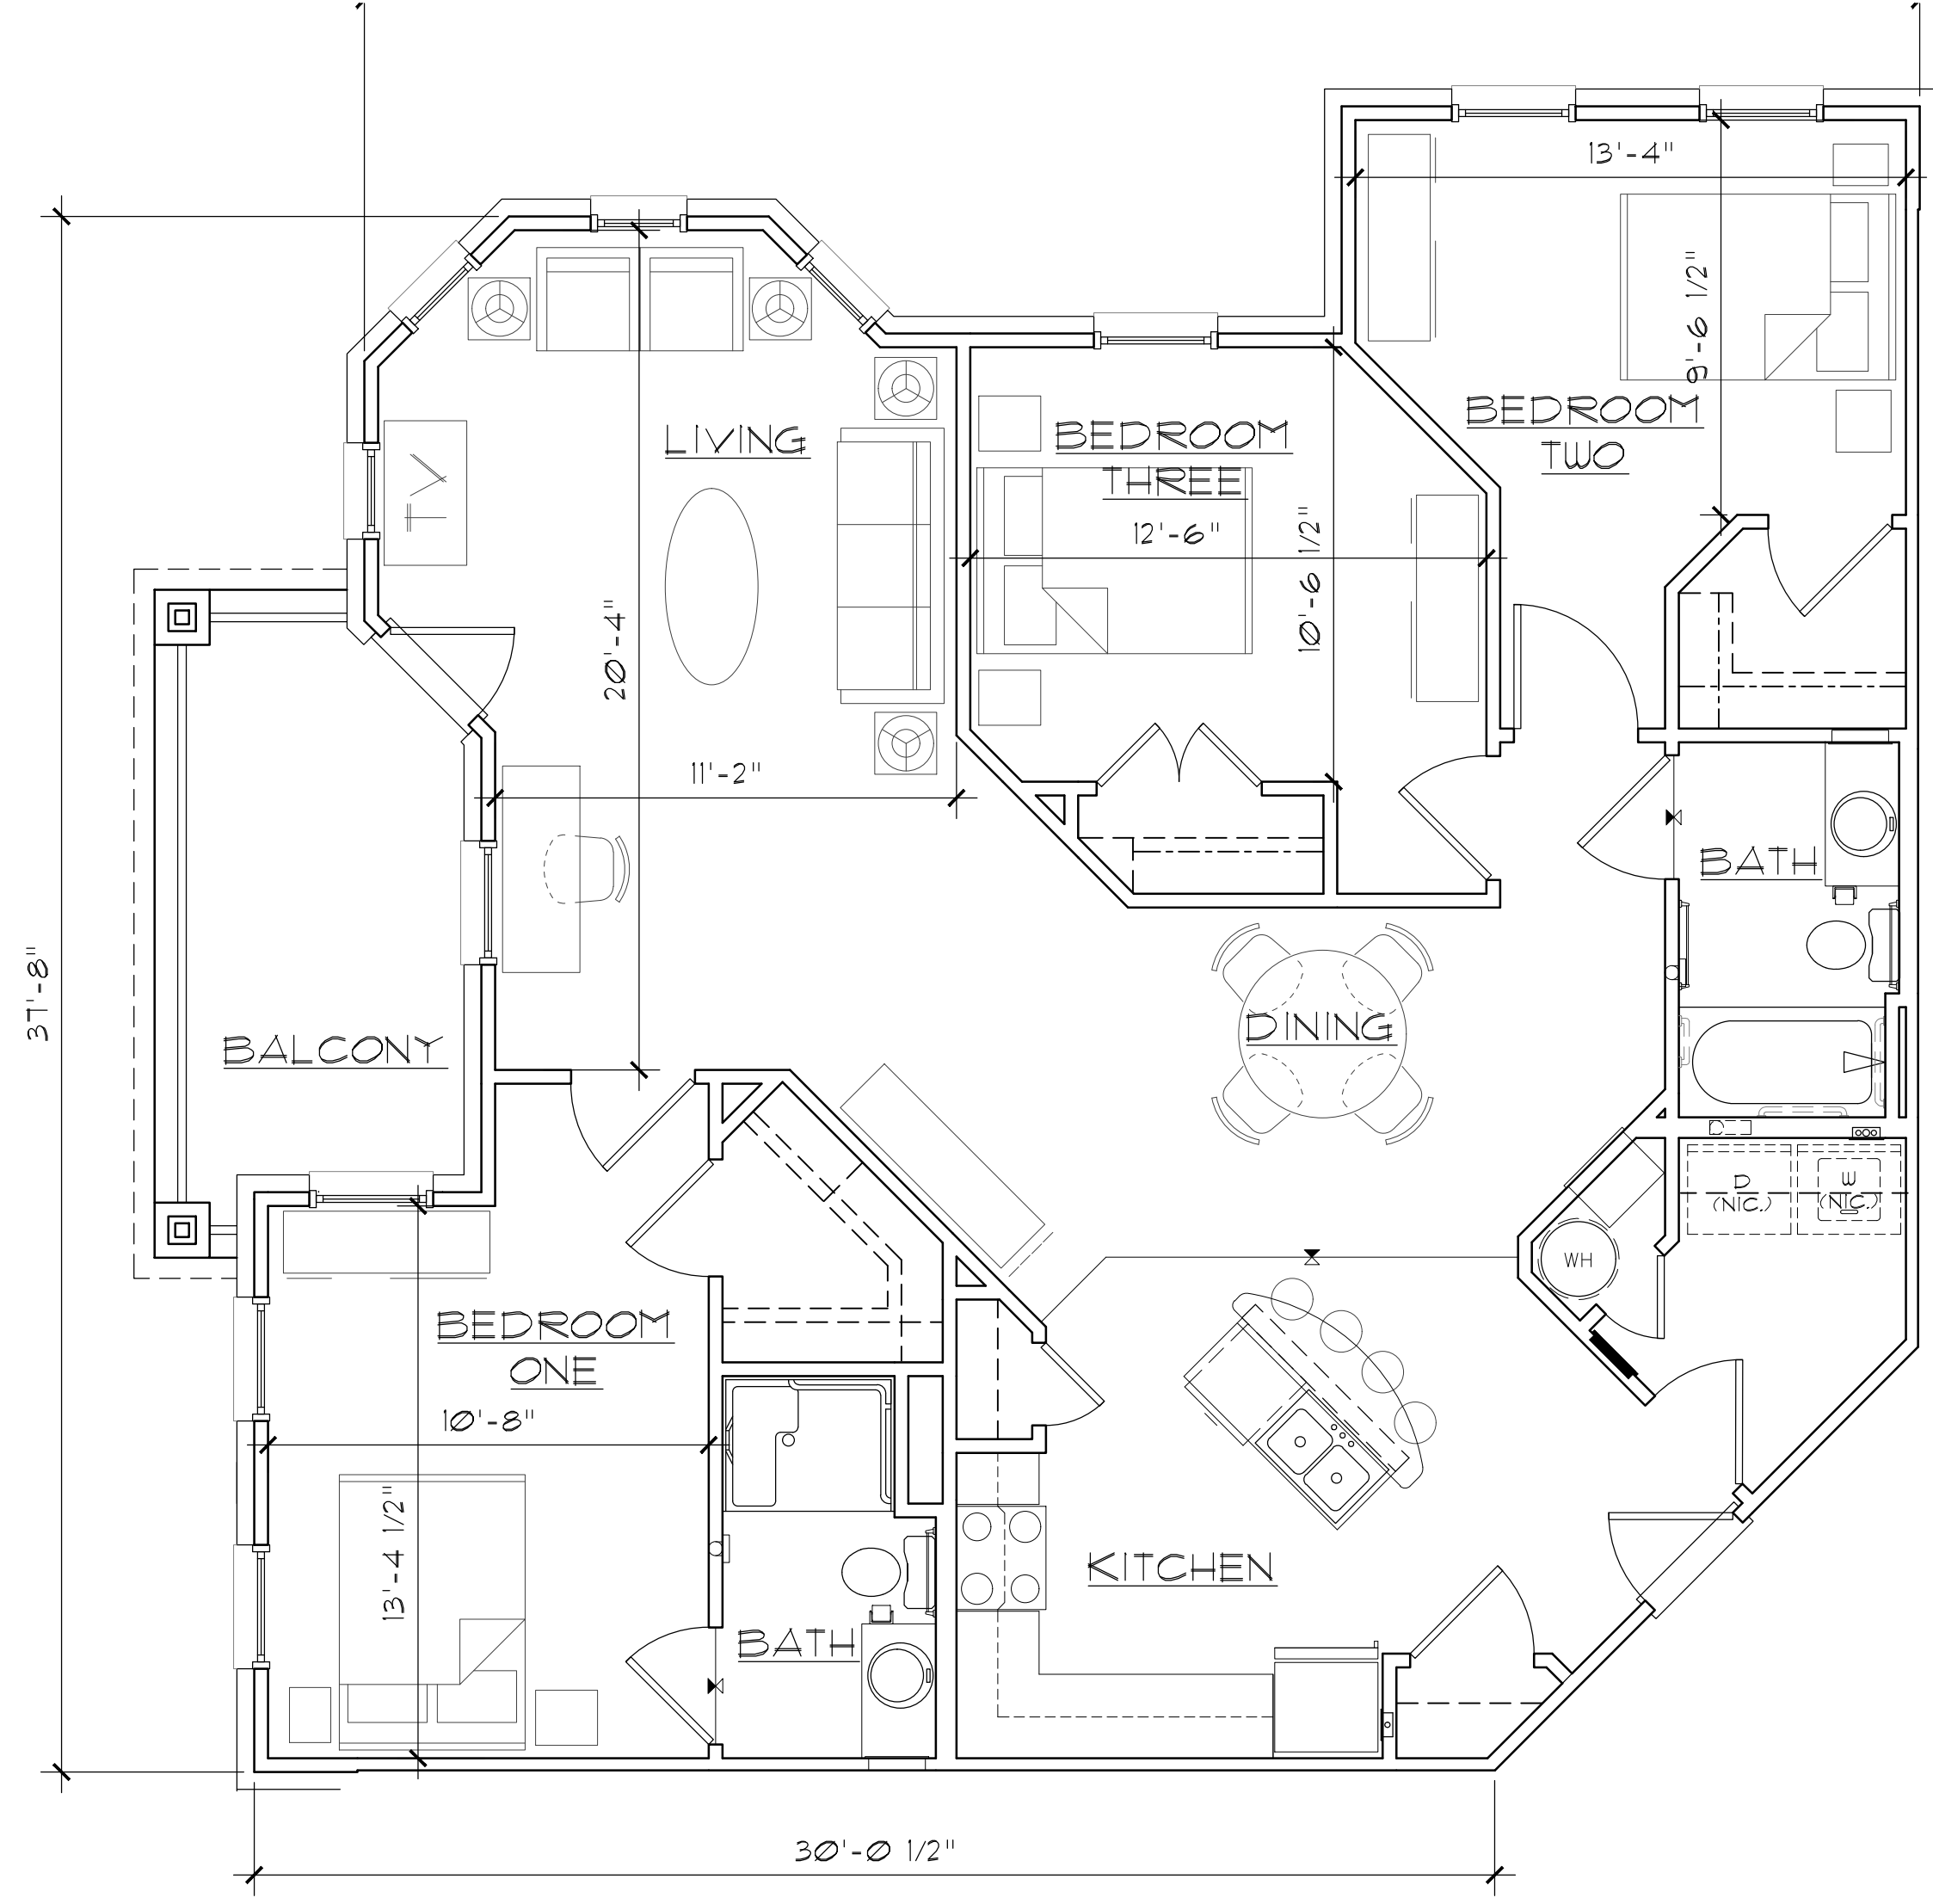 13'-4"
9'-6 1/2"
BEDROOM
TWO
LIVING
TV
BEDROOM
THREE
12'-6"
10'-6 1/2"
20'-4"
11'-2"
BATH
37'-8"
BALCONY
DINING
D
(NIC.)
W
(NIC.)
WH
BEDROOM
ONE
10'-8"
13'-4 1/2"
KITCHEN
BATH
30'-0 1/2"